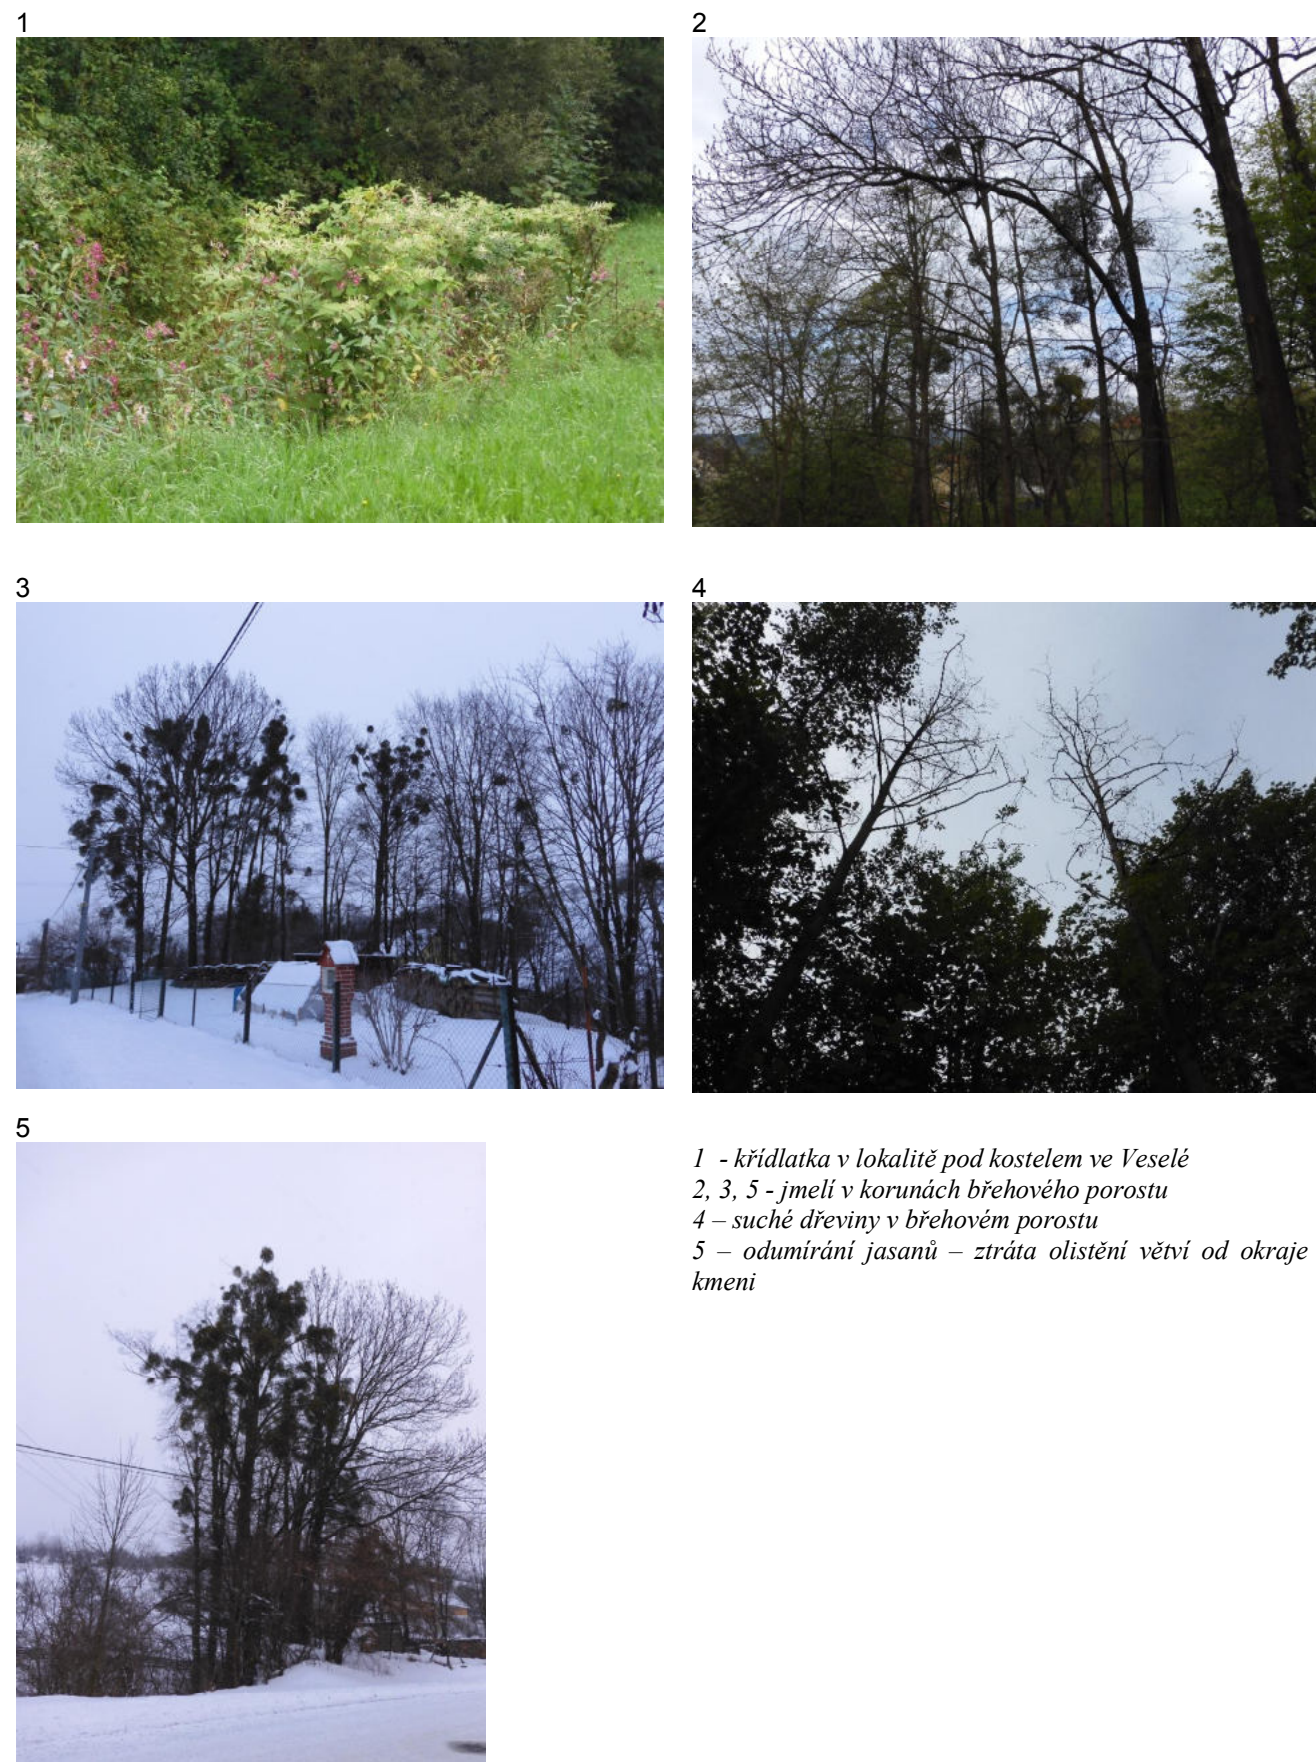 1
2
3
4
5
1 - křídlatka v lokalitě pod kostelem ve Veselé
2, 3, 5 - jmelí v korunách břehového porostu
4 – suché dřeviny v břehovém porostu
5 – odumírání jasanů – ztráta olistění větví od okraje
kmeni